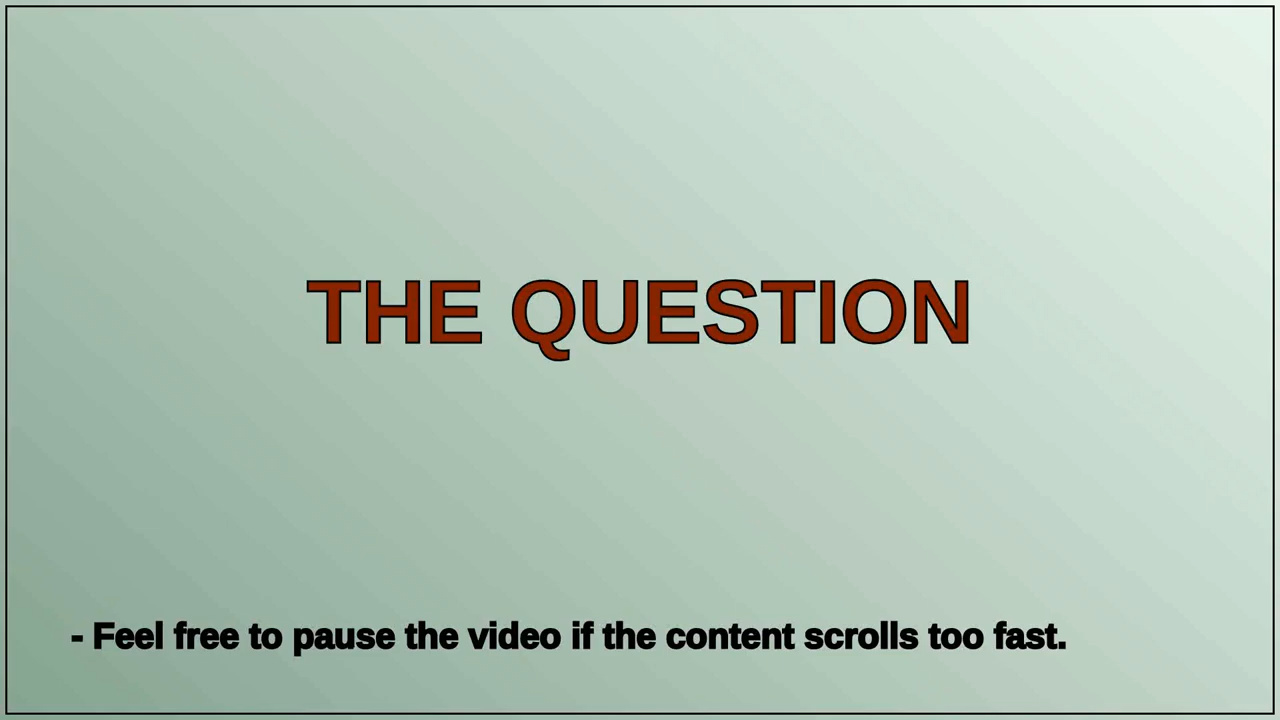 THE QUESTION
- Feel free to pause the video if the content scrolls too fast.